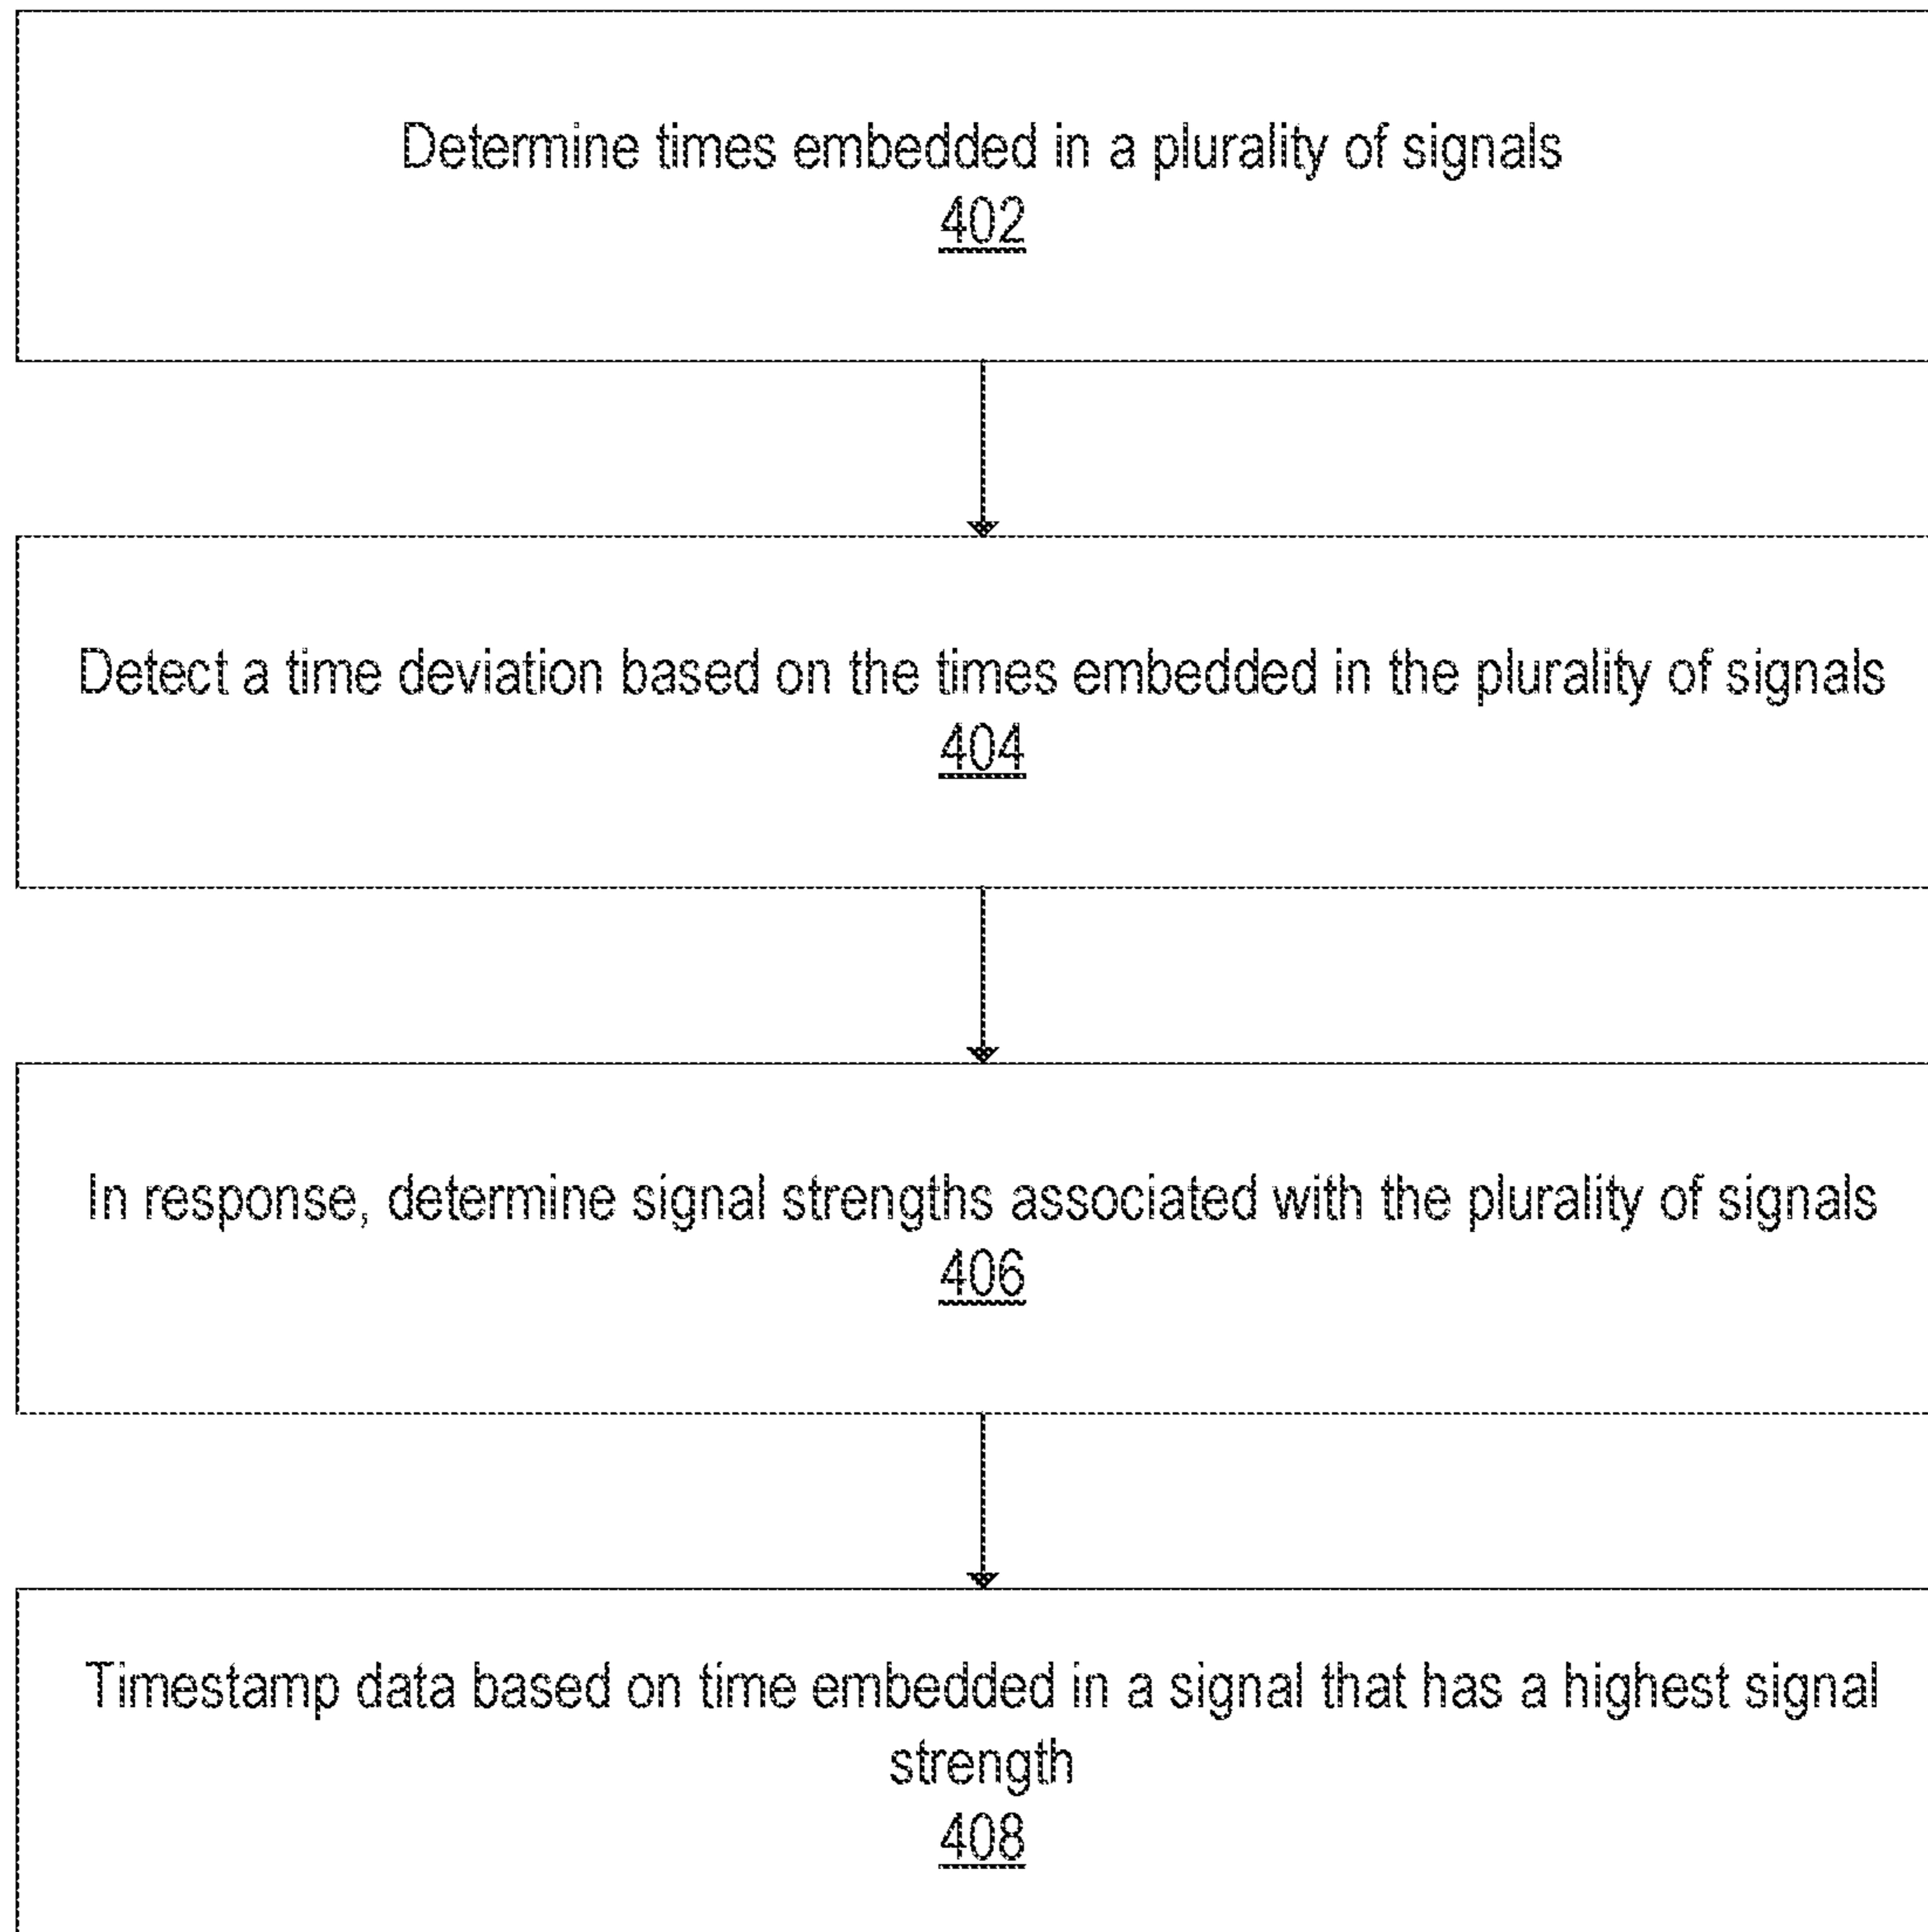 Determine times embedded in a plurality of signals
402
Detect a time deviation based on the times embedded in the plurality of signals
404
In response, determine signal strengths associated with the plurality of signals
406
Timestamp data based on time embedded in a signal that has a highest signal
strength
408